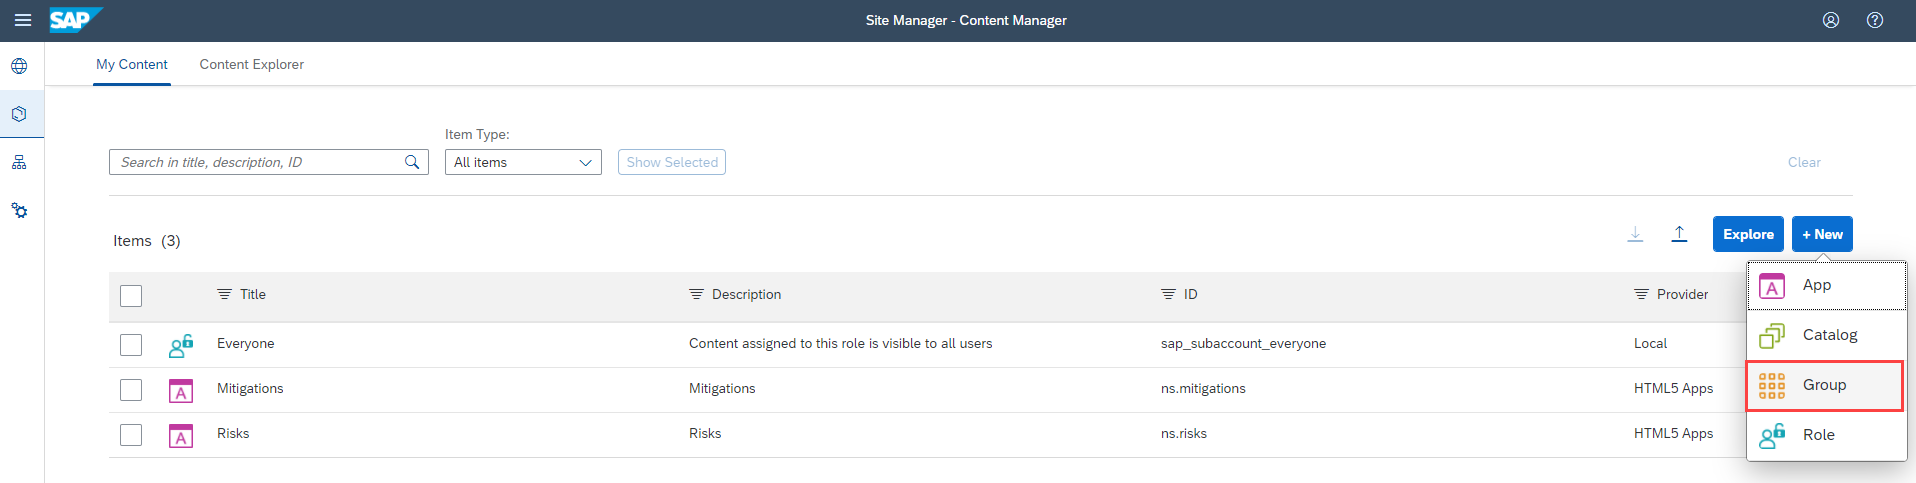 SAP
Site Manager - Content Manager
My Content Content Explorer
Item Type:
Search in title, description, ID All items Show Selected Clear
Items (3) Explore + New
Title Description ID Provider
App
Everyone Content assigned to this role is visible to all users sap_subaccount_everyone Local
Catalog
Mitigations Mitigations ns.mitigations HTML5 Apps
Group
Risks Risks ns.risks HTML5 Apps
Role